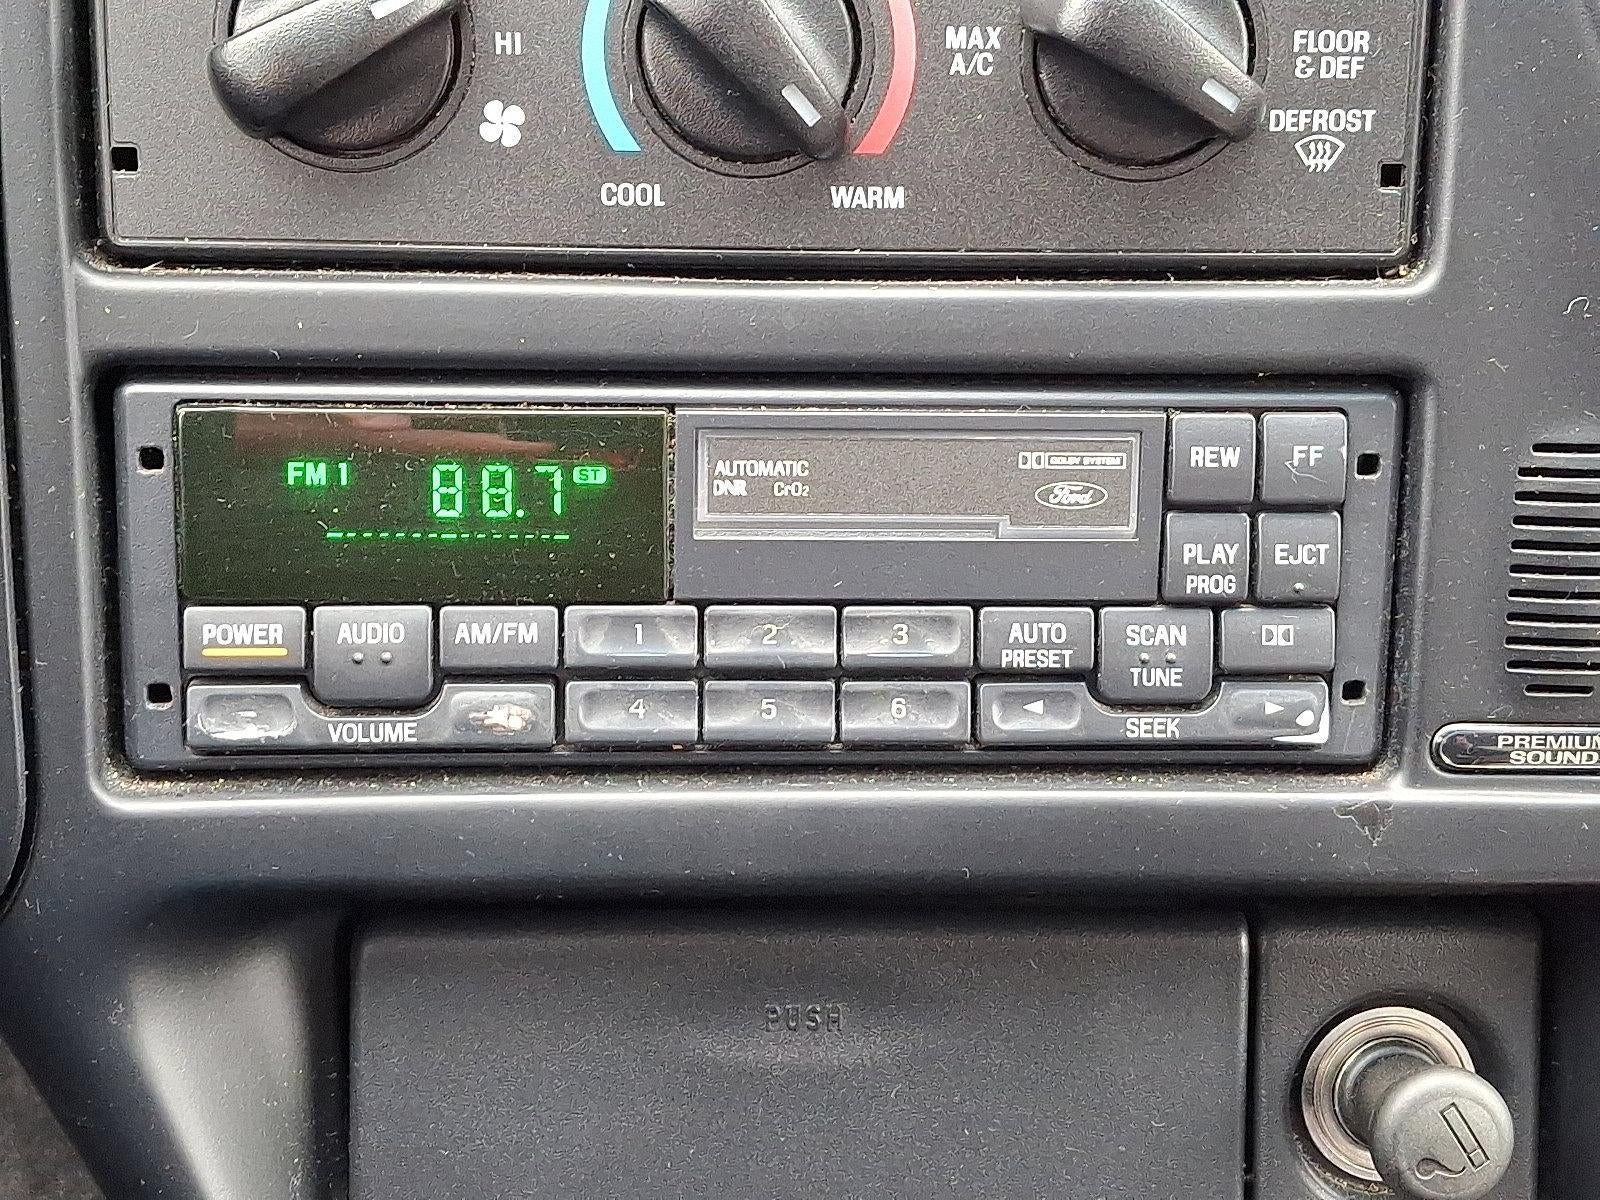 HI
MAX
A/C
FLOOR
& DEF
DEFROST
COOL
WARM
FM 1 88.7 ST
AUTOMATIC
DNR CrO2
DOLBY SYSTEM
Ford
REW
FF
PLAY
PROG
EJCT
POWER
AUDIO
AM/FM
1
2
3
AUTO
PRESET
SCAN
TUNE
VOLUME
4
5
6
SEEK
PREMIUM
SOUND
PUSH